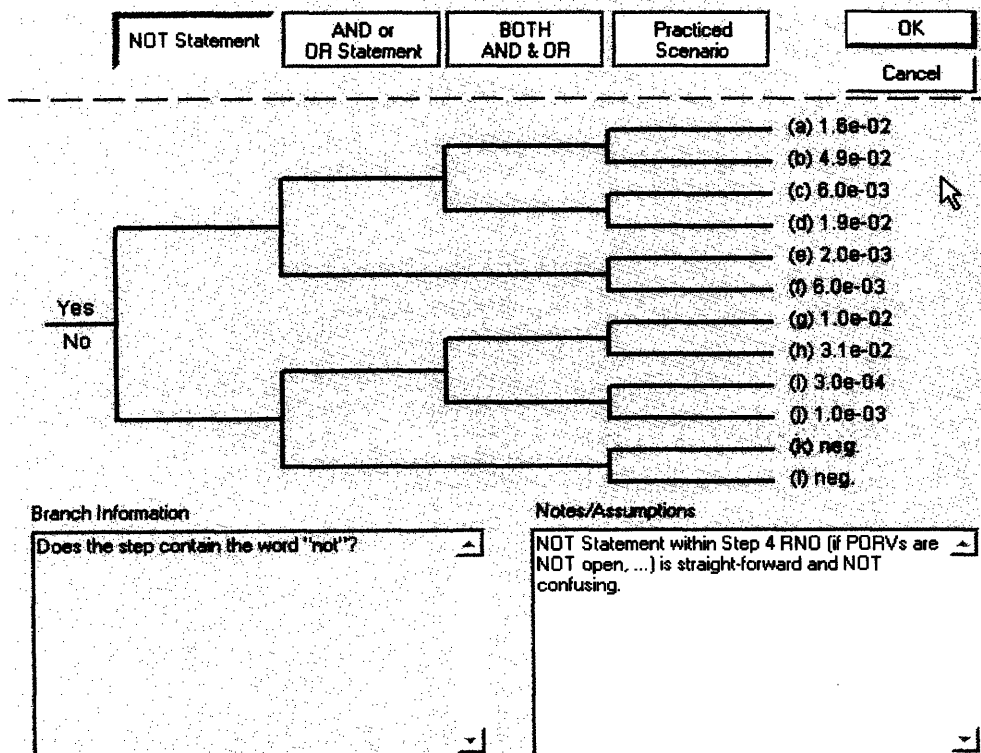 NOT Statement
AND or
OR Statement
BOTH
AND & OR
Practiced
Scenario
OK
Cancel
(a) 1.6e-02
(b) 4.9e-02
(c) 6.0e-03
(d) 1.9e-02
(e) 2.0e-03
(f) 6.0e-03
(g) 1.0e-02
(h) 3.1e-02
(i) 3.0e-04
(j) 1.0e-03
(k) neg.
(l) neg.
Yes
No
Branch Information
Does the step contain the word "not"?
Notes/Assumptions
NOT Statement within Step 4 RNO (if PORVs are
NOT open, ...) is straight-forward and NOT
confusing.